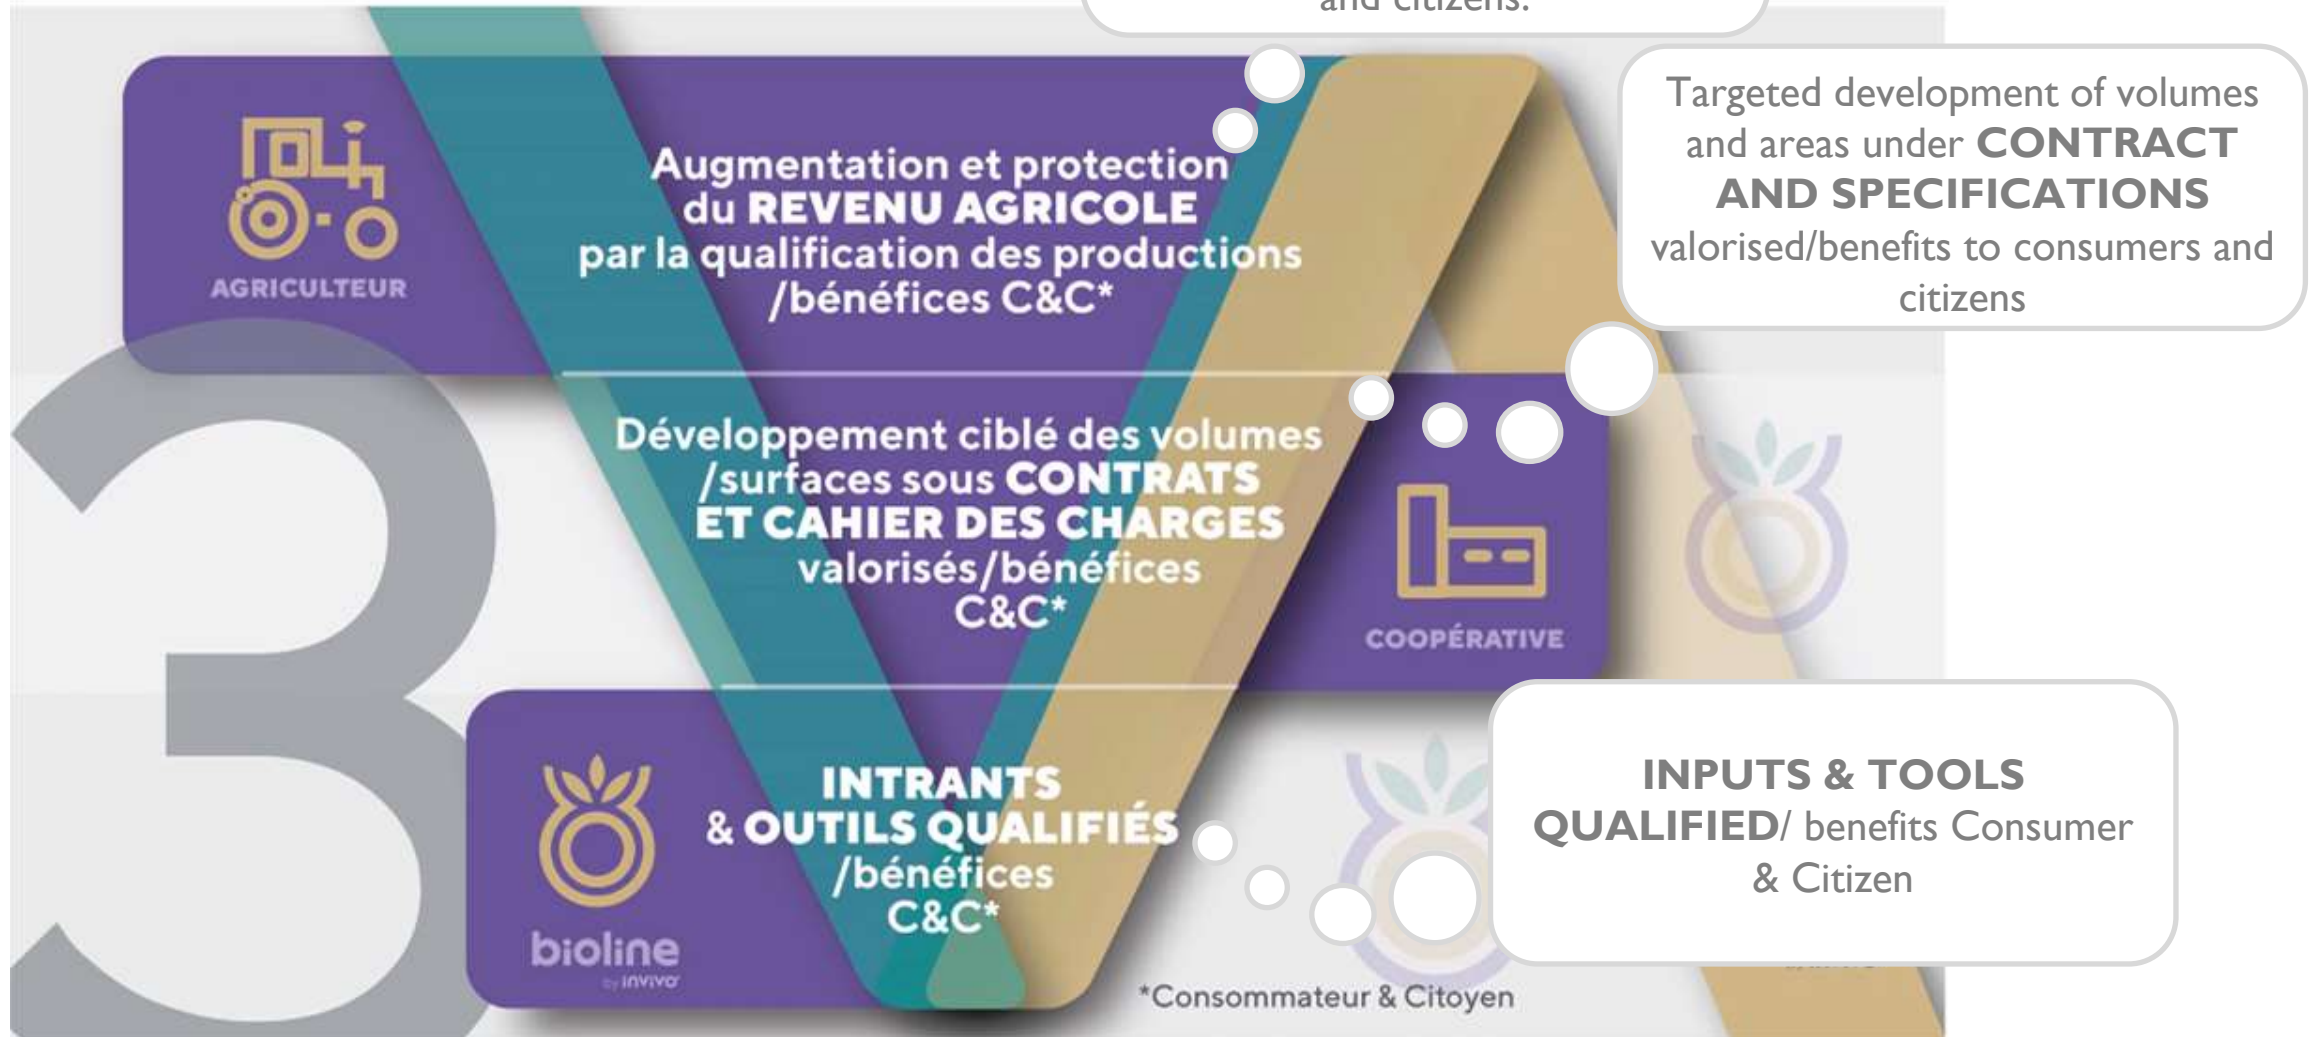 and citizens.
Targeted development of volumes
and areas under CONTRACT
AND SPECIFICATIONS
valorised/benefits to consumers and
citizens
Augmentation et protection
du REVENU AGRICOLE
par la qualification des productions
/bénéfices C&C*
AGRICULTEUR
3
Développement ciblé des volumes
/surfaces sous CONTRATS
ET CAHIER DES CHARGES
valorisés/bénéfices
C&C*
COOPÉRATIVE
INTRANTS
& OUTILS QUALIFIÉS
/bénéfices
C&C*
bioline
by INVIVO
INPUTS & TOOLS
QUALIFIED/ benefits Consumer
& Citizen
*Consommateur & Citoyen